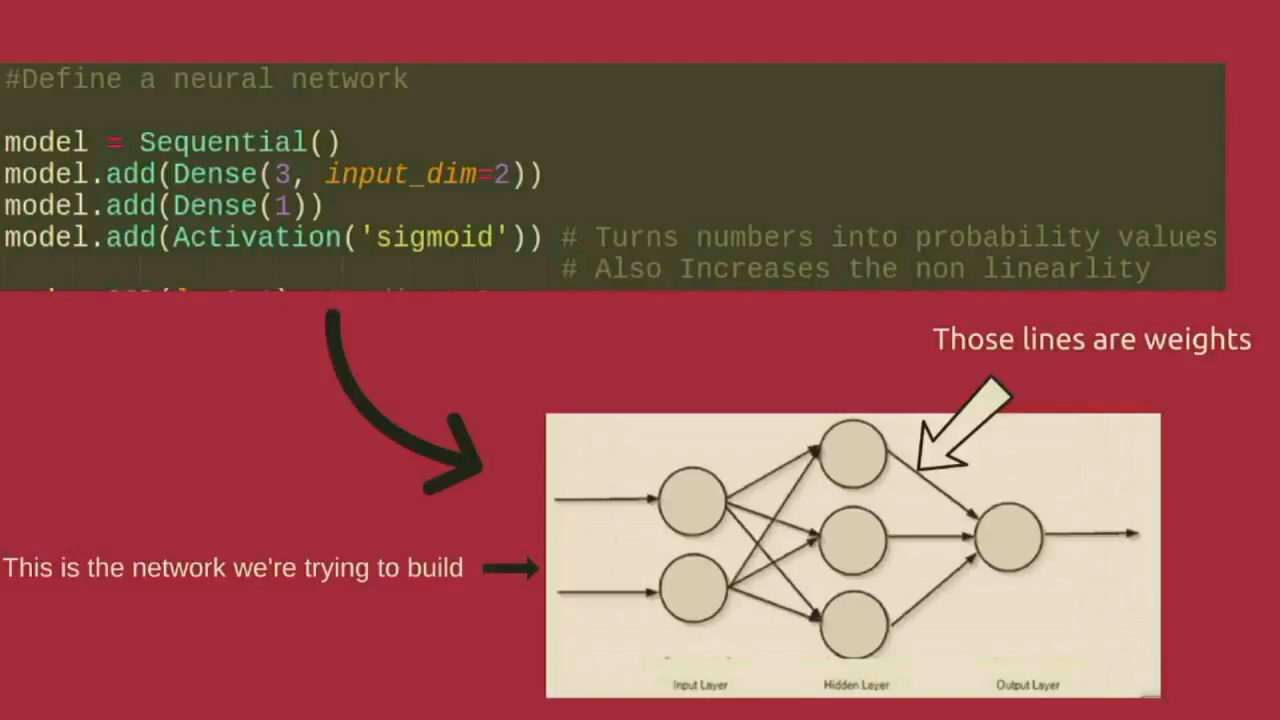 #Define a neural network
model = Sequential()
model.add(Dense(3, input_dim=2))
model.add(Dense(1))
model.add(Activation('sigmoid')) # Turns numbers into probability values
# Also Increases the non linearlity
Those lines are weights
This is the network we're trying to build
Input Layer
Hidden Layer
Output Layer